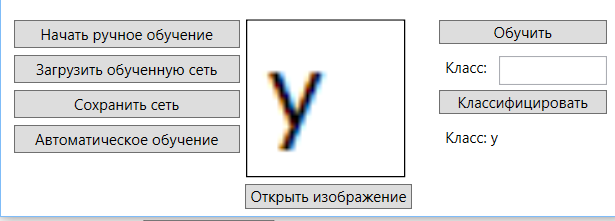 Начать ручное обучение
Загрузить обученную сеть
Сохранить сеть
Автоматическое обучение
у
Открыть изображение
Обучить
Класс:
Классифицировать
Класс: у